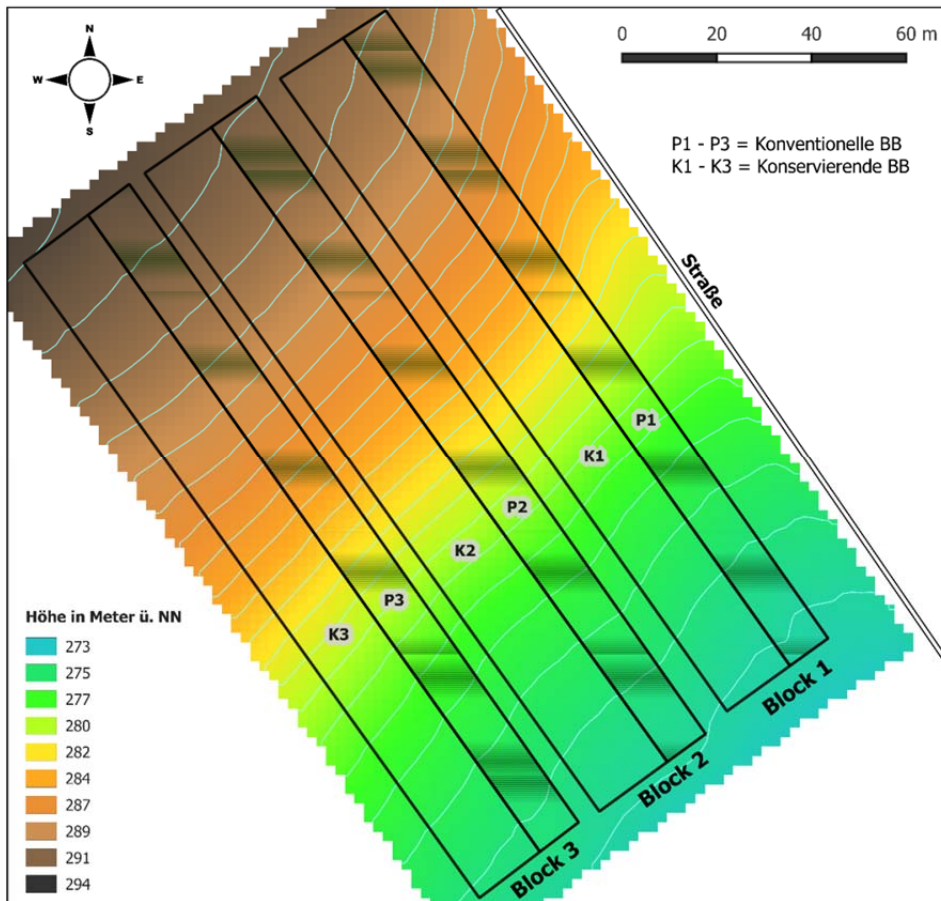 N
W E
S
0 20 40 60 m
P1 - P3 = Konventionelle BB
K1 - K3 = Konservierende BB
Straße
P1
K1
P2
K2
P3
K3
Block 1
Block 2
Block 3
Höhe in Meter ü. NN
273
275
277
280
282
284
287
289
291
294